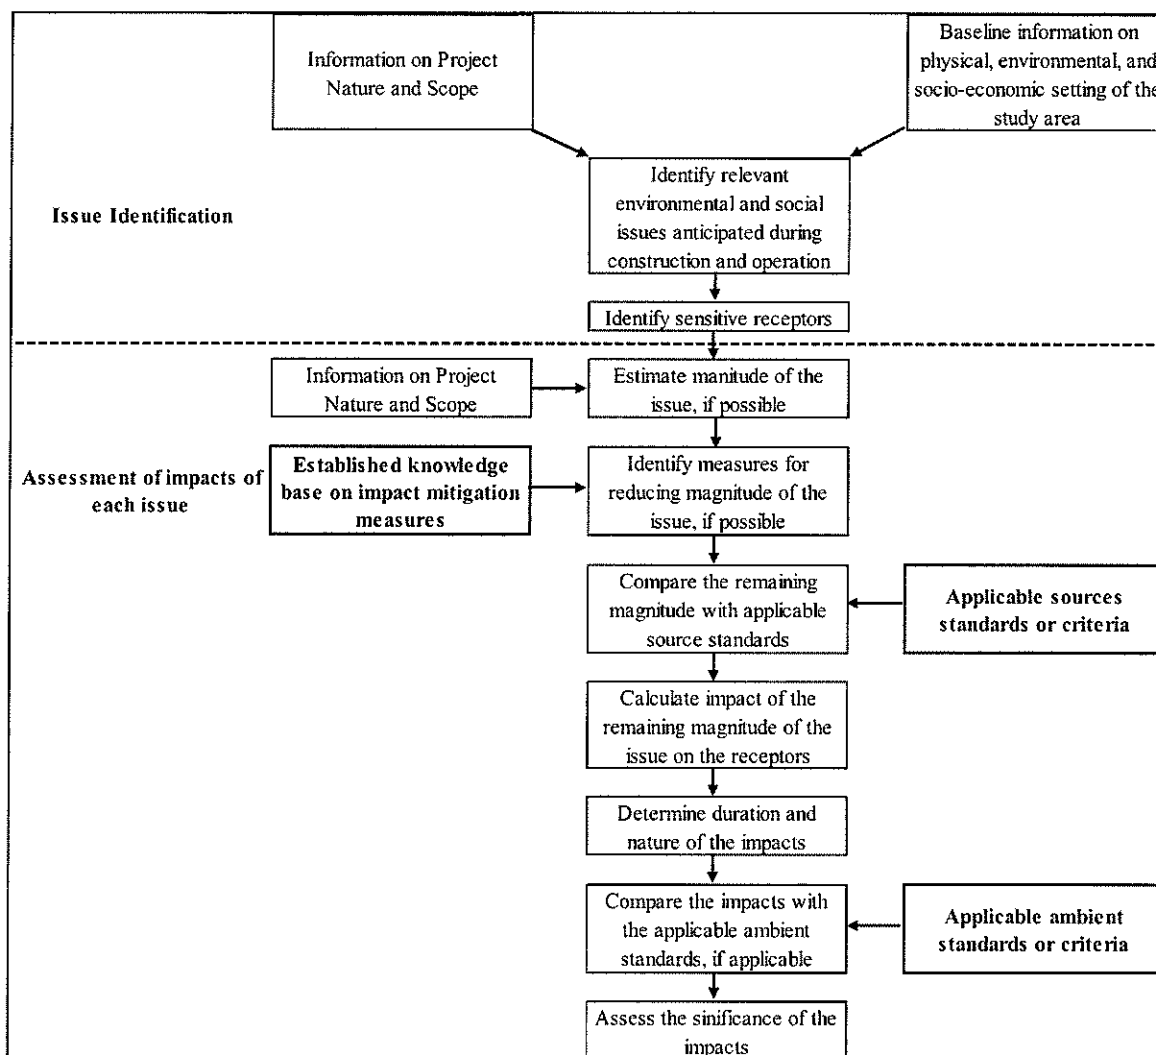 Information on Project
Nature and Scope
Baseline information on
physical, environmental, and
socio-economic setting of the
study area
Identify relevant
environmental and social
issues anticipated during
construction and operation
Issue Identification
Identify sensitive receptors
Information on Project
Nature and Scope
Estimate manitude of the
issue, if possible
Assessment of impacts of
each issue
Established knowledge
base on impact mitigation
measures
Identify measures for
reducing magnitude of the
issue, if possible
Compare the remaining
magnitude with applicable
source standards
Applicable sources
standards or criteria
Calculate impact of the
remaining magnitude of the
issue on the receptors
Determine duration and
nature of the impacts
Compare the impacts with
the applicable ambient
standards, if applicable
Applicable ambient
standards or criteria
Assess the sinificance of the
impacts